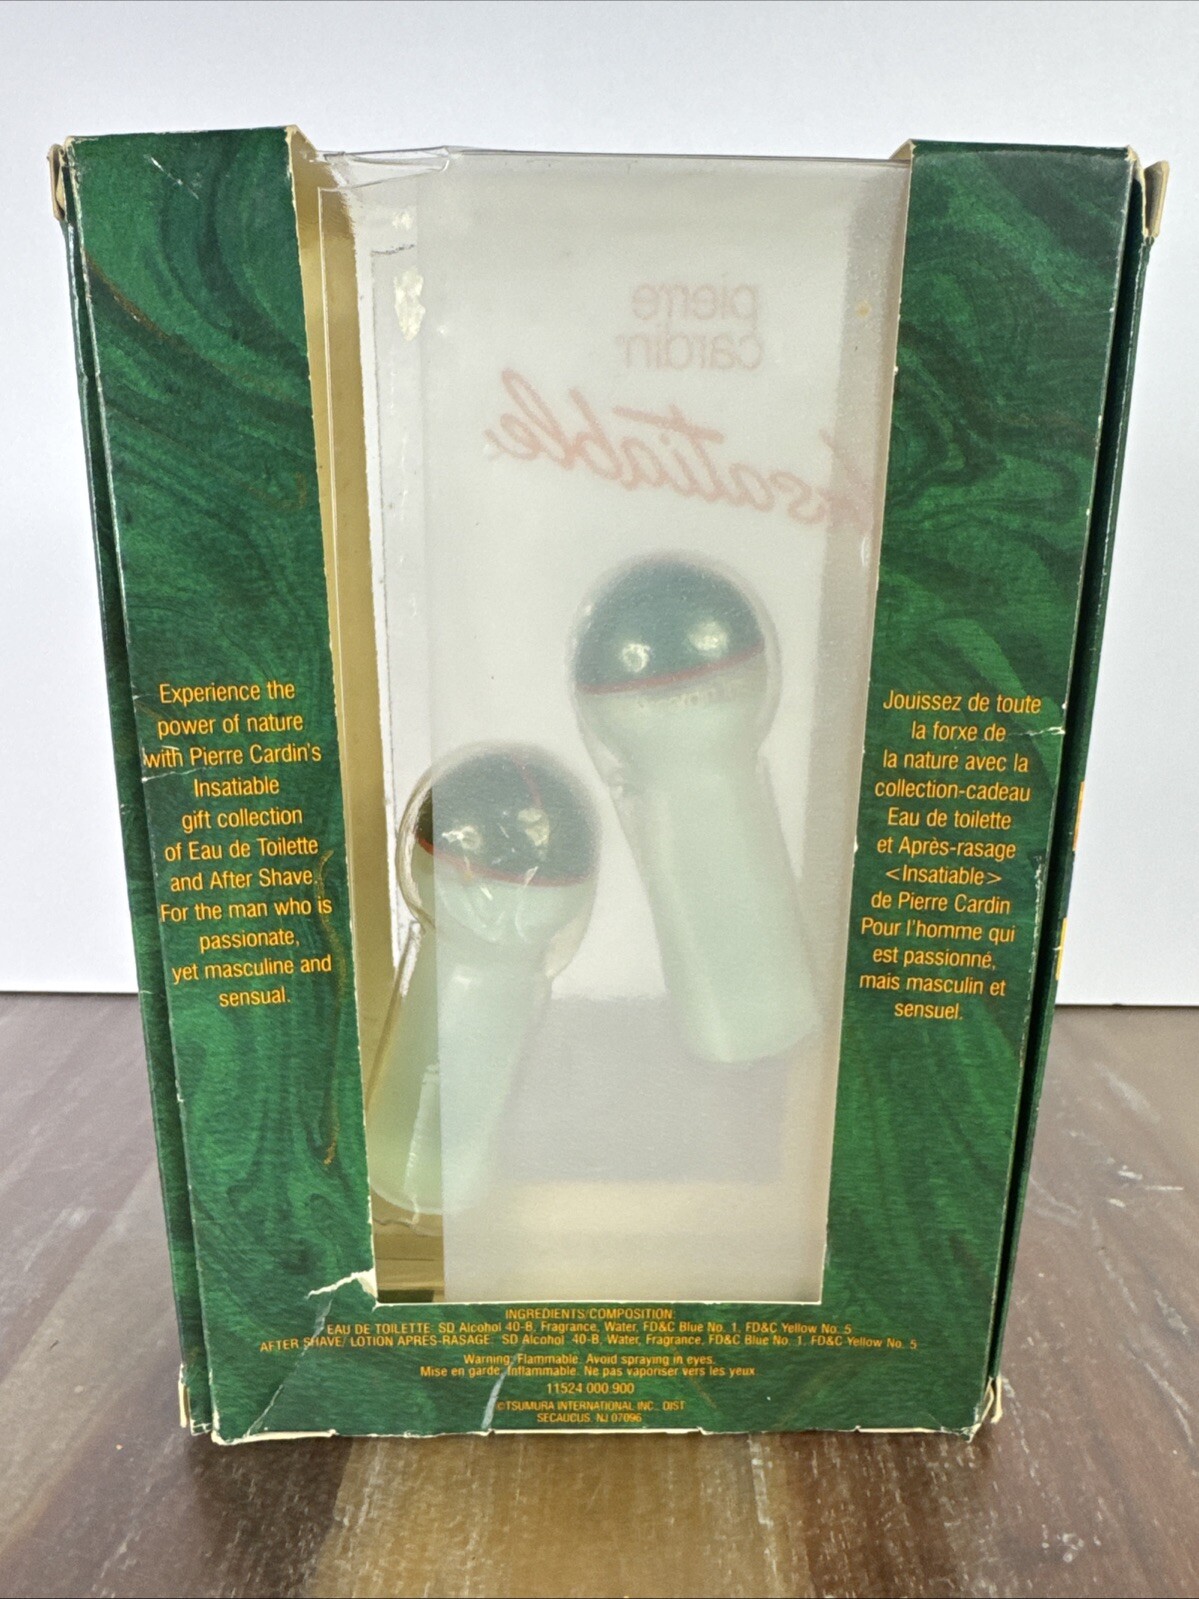 pierre
cardin
Insatiable
Experience the
power of nature
with Pierre Cardin's
Insatiable
gift collection
of Eau de Toilette
and After Shave.
For the man who is
passionate,
yet masculine and
sensual.
Jouissez de toute
la forxe de
la nature avec la
collection-cadeau
Eau de toilette
et Après-rasage
<Insatiable>
de Pierre Cardin
Pour l'homme qui
est passionné,
mais masculin et
sensuel.
INGREDIENTS/COMPOSITION:
EAU DE TOILETTE: SD Alcohol 40-B, Fragrance, Water, FD&C Blue No. 1, FD&C Yellow No. 5
AFTER SHAVE/ LOTION APRES-RASAGE: SD Alcohol 40-B, Water, Fragrance, FD&C Blue No. 1, FD&C Yellow No. 5
Warning: Flammable. Avoid spraying in eyes.
Mise en garde: Inflammable. Ne pas vaporiser vers les yeux.
11524 000 900
©TSUMURA INTERNATIONAL INC., DIST
SECAUCUS, NJ 07096